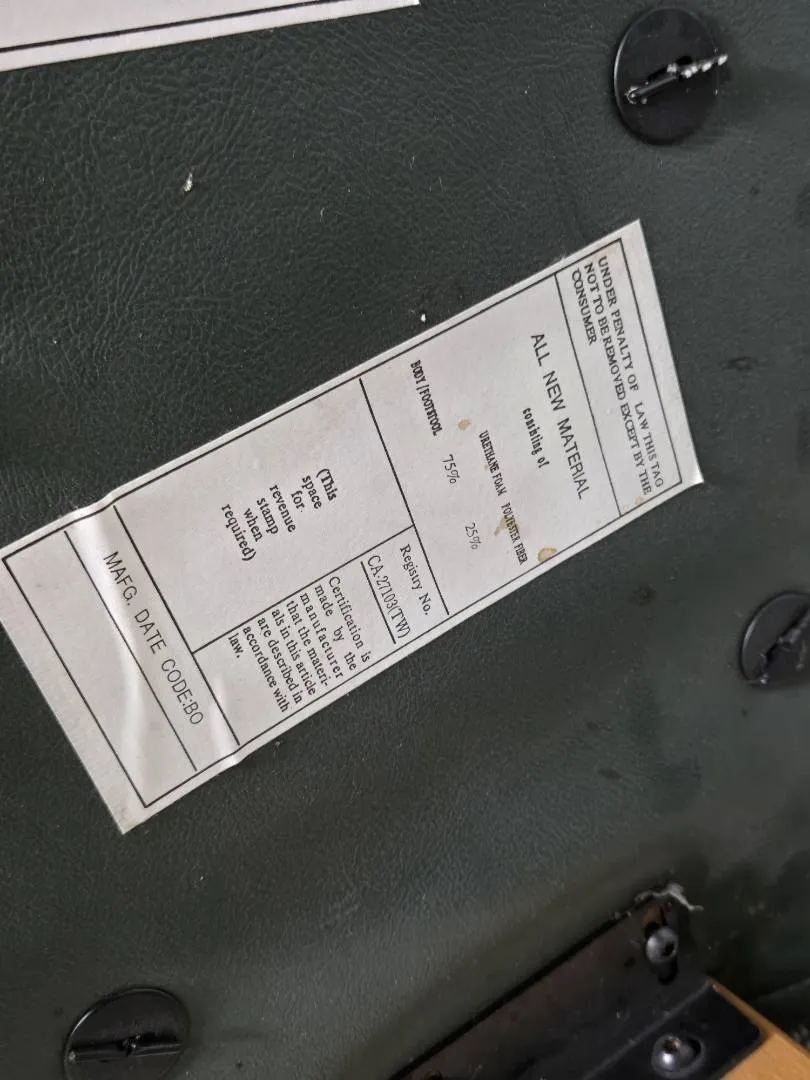 UNDER PENALTY OF LAW THIS TAG
NOT TO BE REMOVED EXCEPT BY THE
CONSUMER
ALL NEW MATERIAL
consisting of
URETHANE FOAM POLYESTER FIBER
BODY/FOOTSTOOL 75% 25%
Registry No.
CA-27103(TW)
(This
space
for
revenue
stamp
when
required)
Certification is
made by the
manufacturer
that the materi-
als in this article
are described in
accordance with
law.
MAFG. DATE CODE:BO